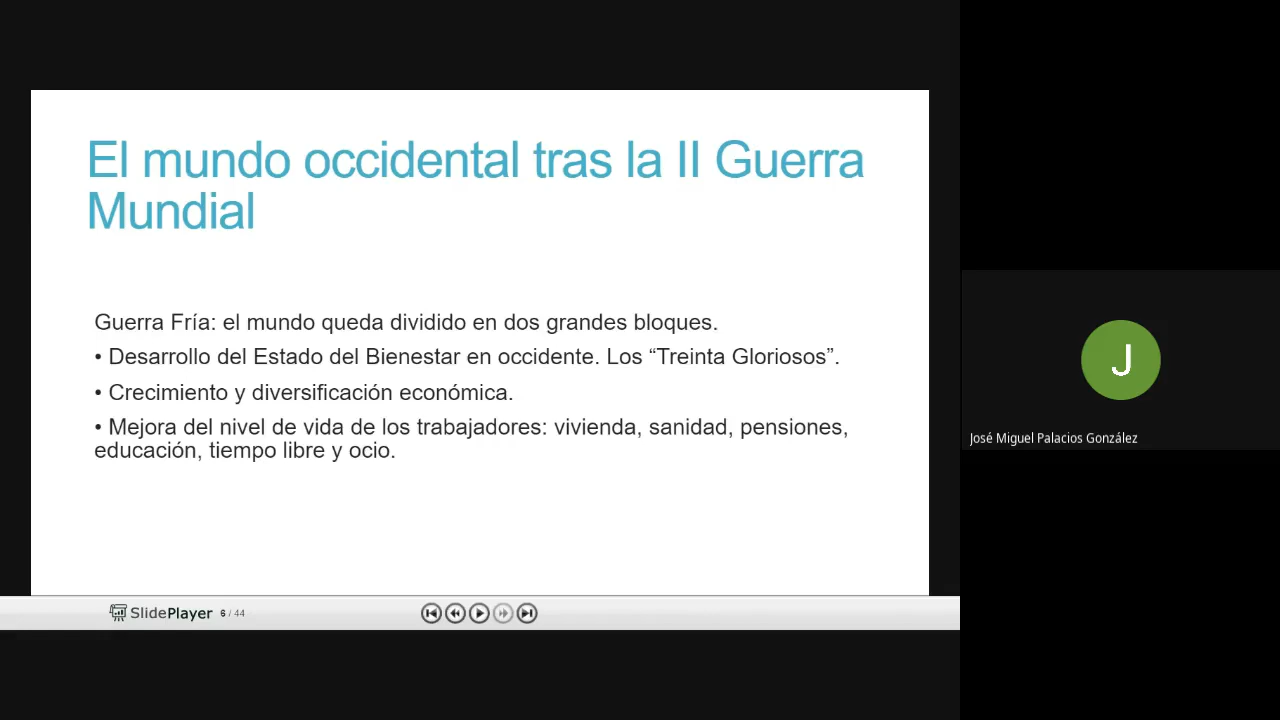 El mundo occidental tras la II Guerra
Mundial
Guerra Fría: el mundo queda dividido en dos grandes bloques.
• Desarrollo del Estado del Bienestar en occidente. Los “Treinta Gloriosos”.
• Crecimiento y diversificación económica.
• Mejora del nivel de vida de los trabajadores: vivienda, sanidad, pensiones,
educación, tiempo libre y ocio.
J
José Miguel Palacios González
SlidePlayer 6 / 44